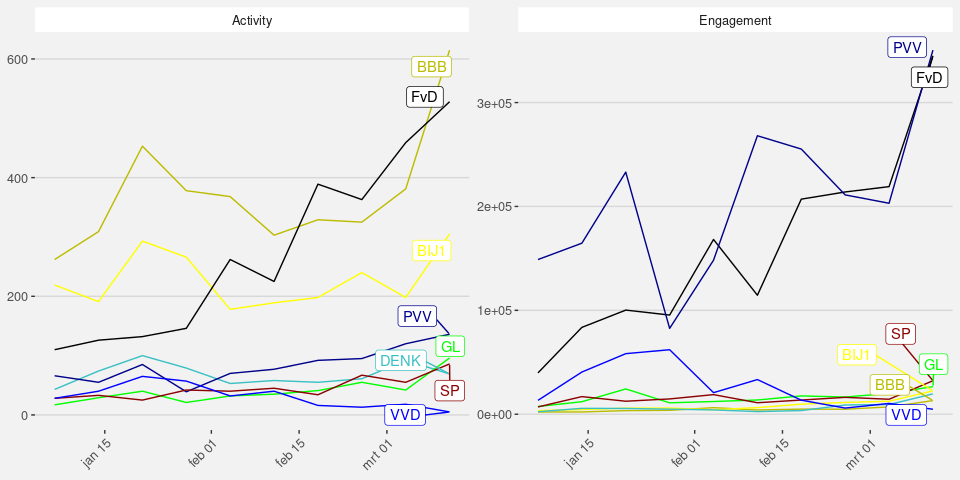 Activity
Engagement
600
400
200
0
BBB
FvD
BIJ1
PVV
GL
DENK
SP
VVD
jan 15
feb 01
feb 15
mrt 01
3e+05
2e+05
1e+05
0e+00
PVV
FvD
SP
BIJ1
GL
BBB
VVD
jan 15
feb 01
feb 15
mrt 01